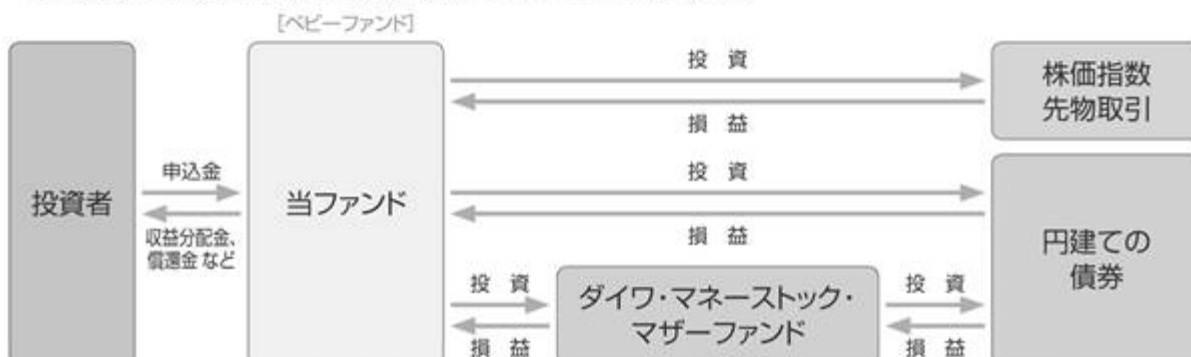 [ベビーファンド]
投 資
株価指数
先物取引
損 益
申込金
投 資
投資者
当ファンド
収益分配金、
償還金 など
損 益
円建ての
債券
投 資
ダイワ・マネーストック・
マザーファンド
投 資
損 益
損 益